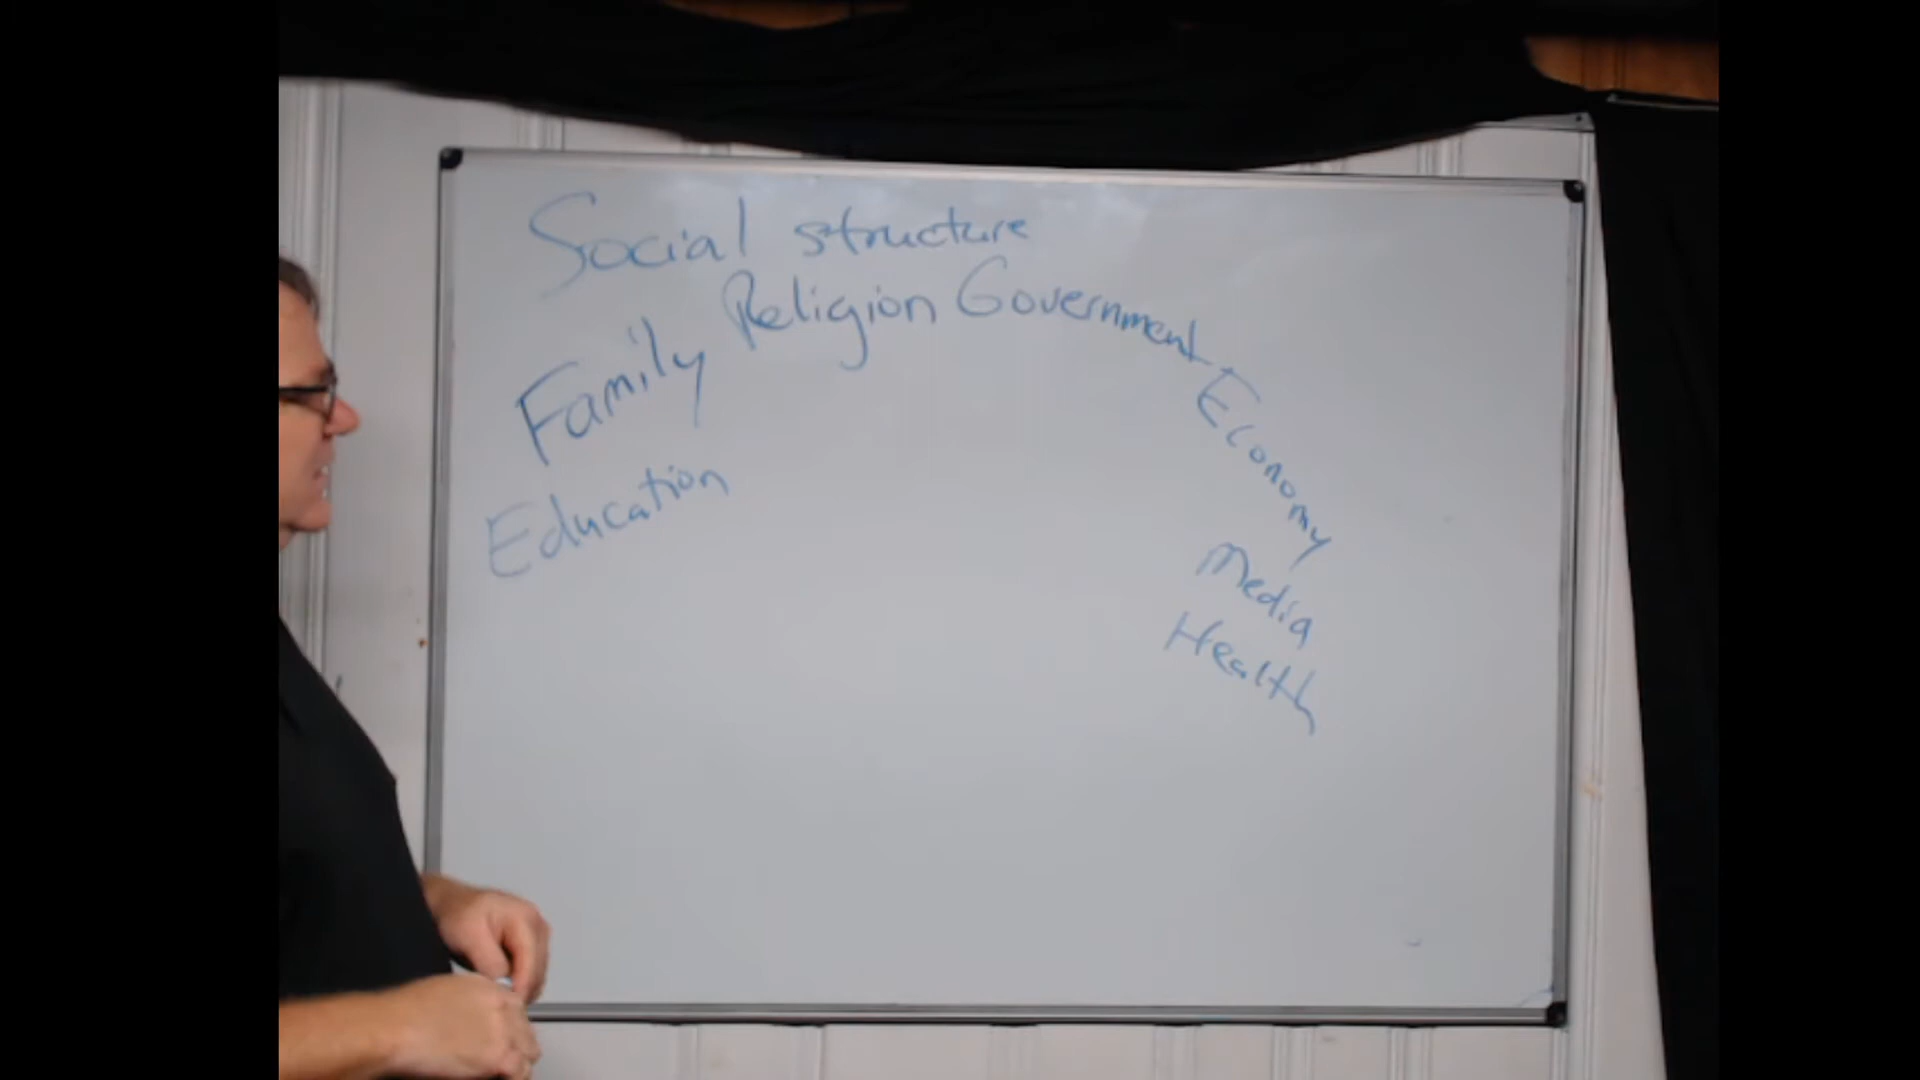 Social structure
Religion Government
Family
Economy
Education
Media
Health